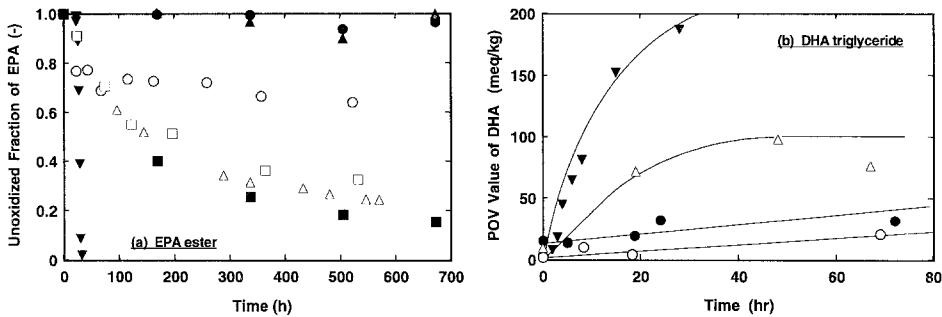 Unoxidized Fraction of EPA (-)
1.0
0.8
0.6
0.4
0.2
0
(a) EPA ester
0 100 200 300 400 500 600 700
Time (h)
POV Value of DHA (meq/kg)
200
150
100
50
0
(b) DHA triglyceride
0 20 40 60 80
Time (hr)